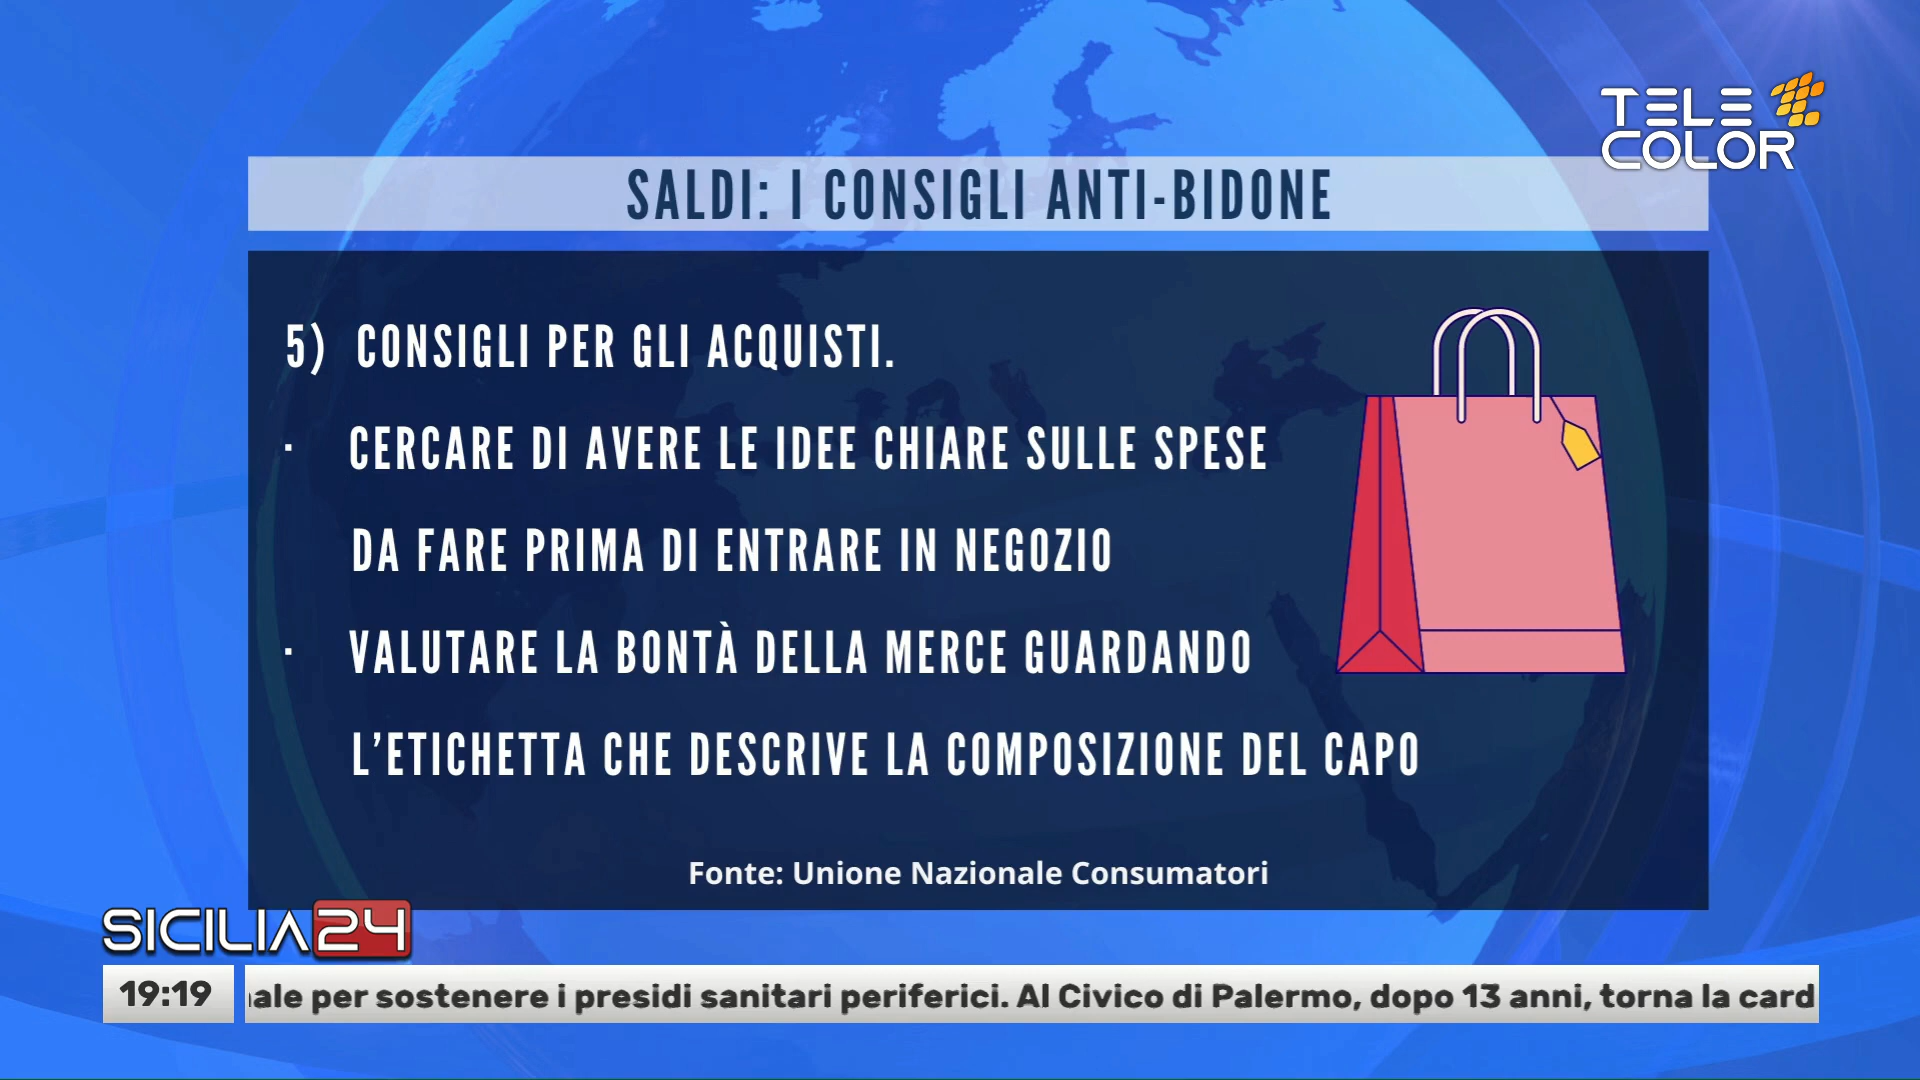 TELE
COLOR
SALDI: I CONSIGLI ANTI-BIDONE
5) CONSIGLI PER GLI ACQUISTI.
· CERCARE DI AVERE LE IDEE CHIARE SULLE SPESE
DA FARE PRIMA DI ENTRARE IN NEGOZIO
· VALUTARE LA BONTÀ DELLA MERCE GUARDANDO
L'ETICHETTA CHE DESCRIVE LA COMPOSIZIONE DEL CAPO
Fonte: Unione Nazionale Consumatori
SICILIA24
19:19 ale per sostenere i presidi sanitari periferici. Al Civico di Palermo, dopo 13 anni, torna la card